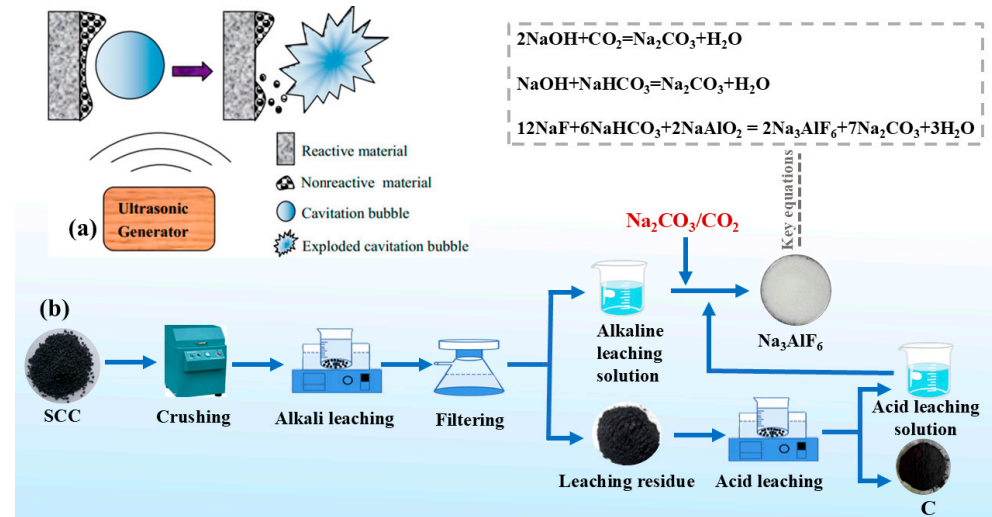 2NaOH+CO₂=Na₂CO₃+H₂O
NaOH+NaHCO₃=Na₂CO₃+H₂O
12NaF+6NaHCO₃+2NaAlO₂ = 2Na₃AlF₆+7Na₂CO₃+3H₂O
Key equations
Reactive material
Nonreactive material
Cavitation bubble
Exploded cavitation bubble
Ultrasonic
Generator
(a)
(b)
Na₂CO₃/CO₂
SCC
Crushing
Alkali leaching
Filtering
Alkaline
leaching
solution
Na₃AlF₆
Leaching residue
Acid leaching
Acid leaching
solution
C